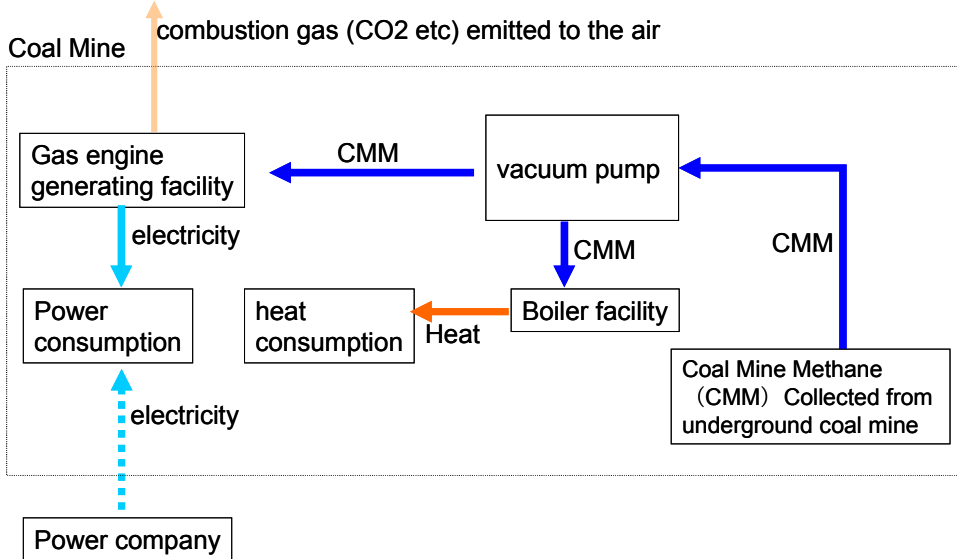 combustion gas (CO2 etc) emitted to the air
Coal Mine
Gas engine
generating facility
CMM
vacuum pump
electricity
CMM
CMM
Power
consumption
heat
consumption
Heat
Boiler facility
Coal Mine Methane
（CMM）Collected from
underground coal mine
electricity
Power company